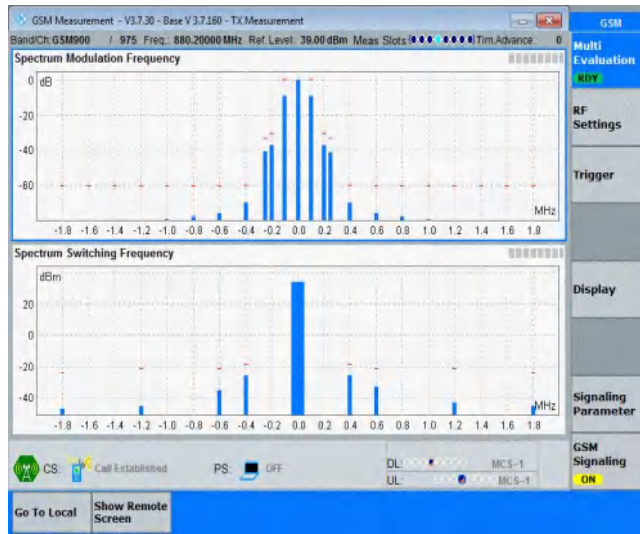 GSM Measurement - V3.7.30 - Base V 3.7.160 - TX Measurement
GSM
Band/Ch: GSM900 / 975 Freq.: 880.20000 MHz Ref. Level: 39.00 dBm Meas Slots: Tim.Advance: 0
Multi Evaluation
RDY
RF Settings
Trigger
Display
Signaling Parameter
GSM Signaling
ON
Spectrum Modulation Frequency
dB
0
-20
-40
-60
MHz
-1.8 -1.6 -1.4 -1.2 -1.0 -0.8 -0.6 -0.4 -0.2 0.0 0.2 0.4 0.6 0.8 1.0 1.2 1.4 1.6 1.8
Spectrum Switching Frequency
dBm
20
0
-20
-40
MHz
-1.8 -1.6 -1.4 -1.2 -1.0 -0.8 -0.6 -0.4 -0.2 0.0 0.2 0.4 0.6 0.8 1.0 1.2 1.4 1.6 1.8
CS: Call Established PS: OFF
DL: MCS-1
UL: MCS-1
Go To Local
Show Remote Screen